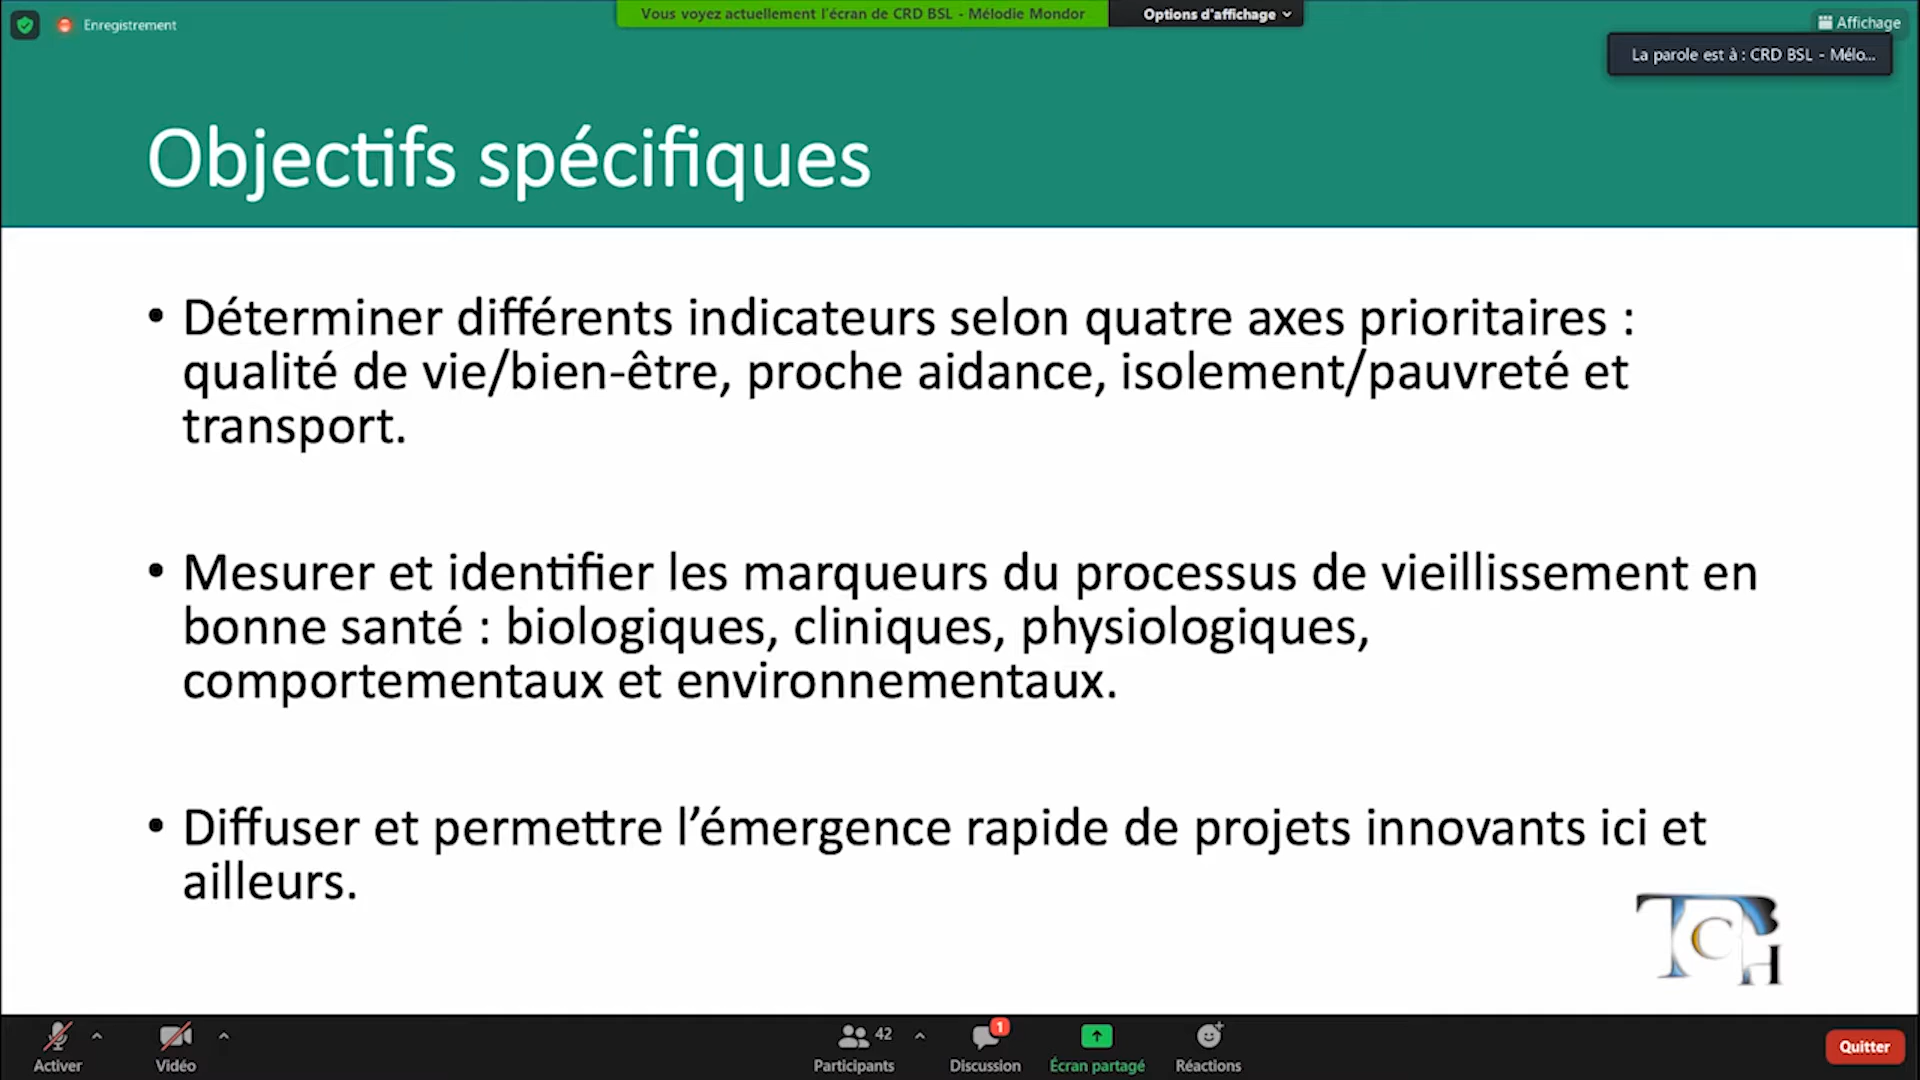 Enregistrement
Vous voyez actuellement l'écran de CRD BSL - Mélodie Mondor
Options d'affichage
Affichage
La parole est à : CRD BSL - Mélo...
Objectifs spécifiques
• Déterminer différents indicateurs selon quatre axes prioritaires :
qualité de vie/bien-être, proche aidance, isolement/pauvreté et
transport.
• Mesurer et identifier les marqueurs du processus de vieillissement en
bonne santé : biologiques, cliniques, physiologiques,
comportementaux et environnementaux.
• Diffuser et permettre l’émergence rapide de projets innovants ici et
ailleurs.
Activer
Vidéo
42
Participants
1
Discussion
Écran partagé
Réactions
Quitter